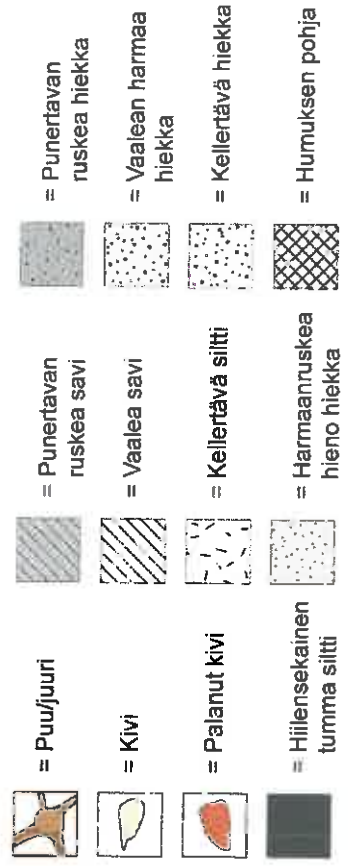 = Puu/juuri
= Kivi
= Palanut kivi
= Hiilensekainen
tumma siltti
= Punertavan
ruskea savi
= Vaalea savi
= Kellertävä siltti
= Harmaanruskea
hieno hiekka
= Punertavan
ruskea hiekka
= Vaalean harmaa
hiekka
= Kellertävä hiekka
= Humuksen pohja